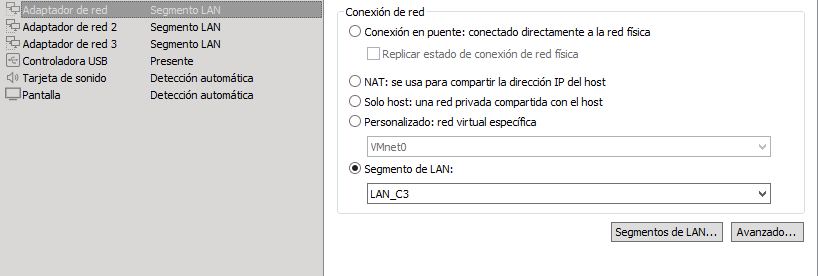 Adaptador de red Segmento LAN
Adaptador de red 2 Segmento LAN
Adaptador de red 3 Segmento LAN
Controladora USB Presente
Tarjeta de sonido Detección automática
Pantalla Detección automática
Conexión de red
Conexión en puente: conectado directamente a la red física
Replicar estado de conexión de red física
NAT: se usa para compartir la dirección IP del host
Solo host: una red privada compartida con el host
Personalizado: red virtual específica
VMnet0
Segmento de LAN:
LAN_C3
Segmentos de LAN... Avanzado...